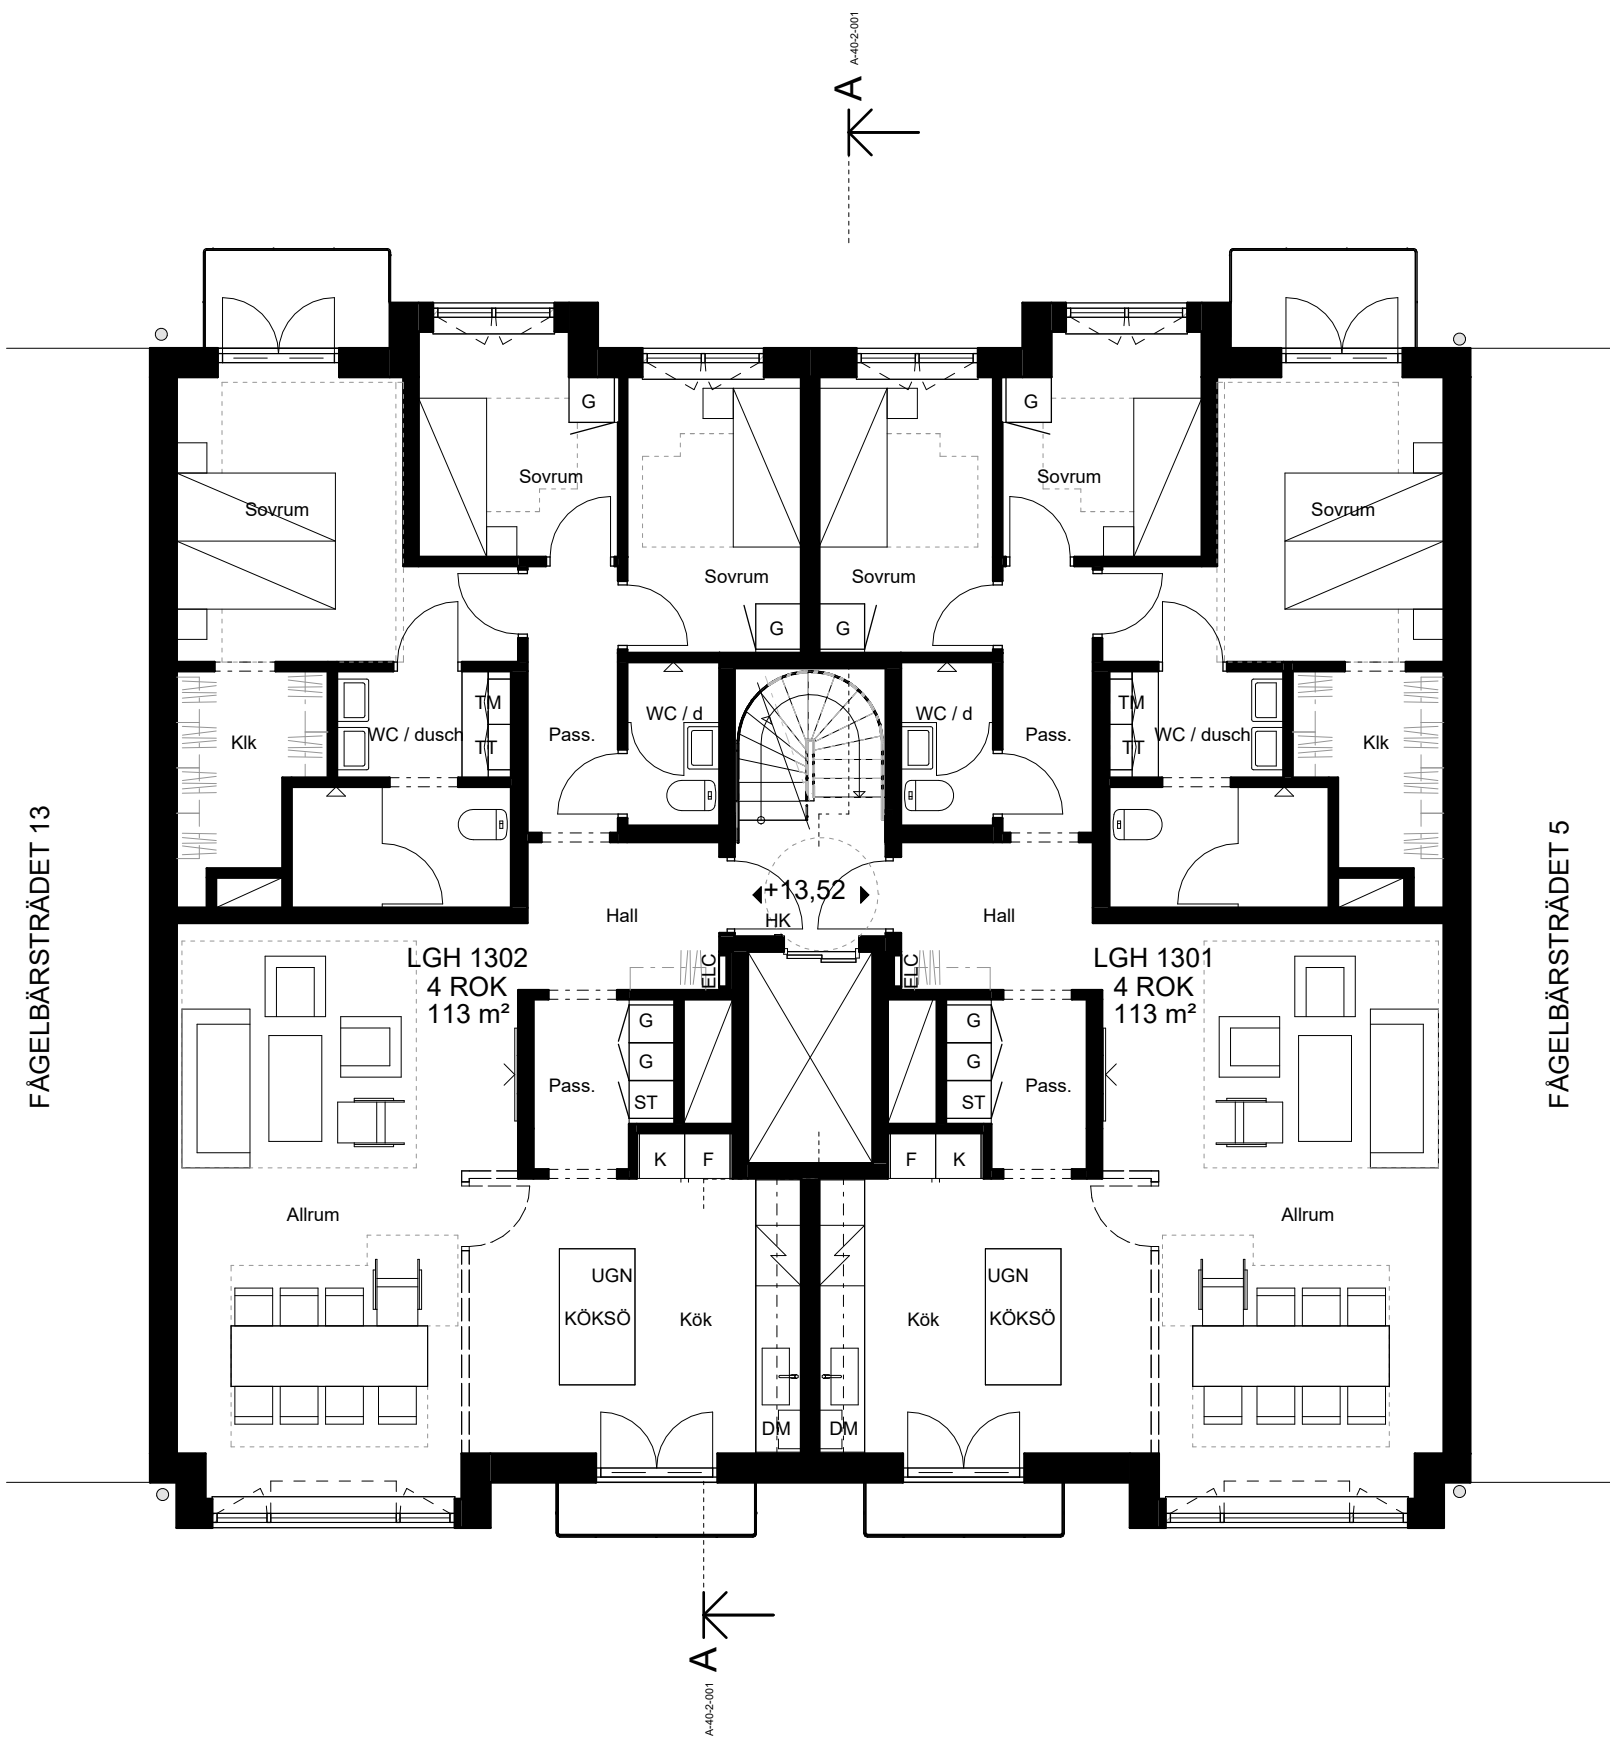 A-40-2-001
A
G
G
Sovrum
Sovrum
Sovrum
Sovrum
Sovrum
Sovrum
G
G
TM
TM
WC / d
WC / d
WC / dusch
WC / dusch
Pass.
Pass.
Klk
Klk
TT
TT
FÅGELBÄRSTRÄDET 13
FÅGELBÄRSTRÄDET 5
+13,52
HK
Hall
Hall
LGH 1302
4 ROK
113 m²
LGH 1301
4 ROK
113 m²
ELC
ELC
G
G
G
G
Pass.
Pass.
ST
ST
K
F
F
K
Allrum
Allrum
UGN
UGN
KÖKSÖ
Kök
Kök
KÖKSÖ
DM
DM
A
A-40-2-001